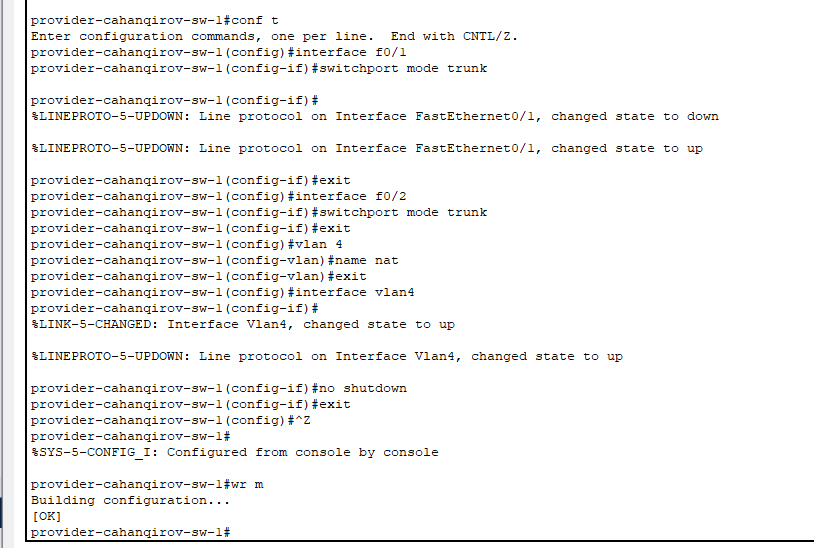 provider-cahanqirov-sw-1#conf t
Enter configuration commands, one per line.  End with CNTL/Z.
provider-cahanqirov-sw-1(config)#interface f0/1
provider-cahanqirov-sw-1(config-if)#switchport mode trunk
provider-cahanqirov-sw-1(config-if)#
%LINEPROTO-5-UPDOWN: Line protocol on Interface FastEthernet0/1, changed state to down
%LINEPROTO-5-UPDOWN: Line protocol on Interface FastEthernet0/1, changed state to up
provider-cahanqirov-sw-1(config-if)#exit
provider-cahanqirov-sw-1(config)#interface f0/2
provider-cahanqirov-sw-1(config-if)#switchport mode trunk
provider-cahanqirov-sw-1(config-if)#exit
provider-cahanqirov-sw-1(config)#vlan 4
provider-cahanqirov-sw-1(config-vlan)#name nat
provider-cahanqirov-sw-1(config-vlan)#exit
provider-cahanqirov-sw-1(config)#interface vlan4
provider-cahanqirov-sw-1(config-if)#
%LINK-5-CHANGED: Interface Vlan4, changed state to up
%LINEPROTO-5-UPDOWN: Line protocol on Interface Vlan4, changed state to up
provider-cahanqirov-sw-1(config-if)#no shutdown
provider-cahanqirov-sw-1(config-if)#exit
provider-cahanqirov-sw-1(config)#^Z
provider-cahanqirov-sw-1#
%SYS-5-CONFIG_I: Configured from console by console
provider-cahanqirov-sw-1#wr m
Building configuration...
[OK]
provider-cahanqirov-sw-1#